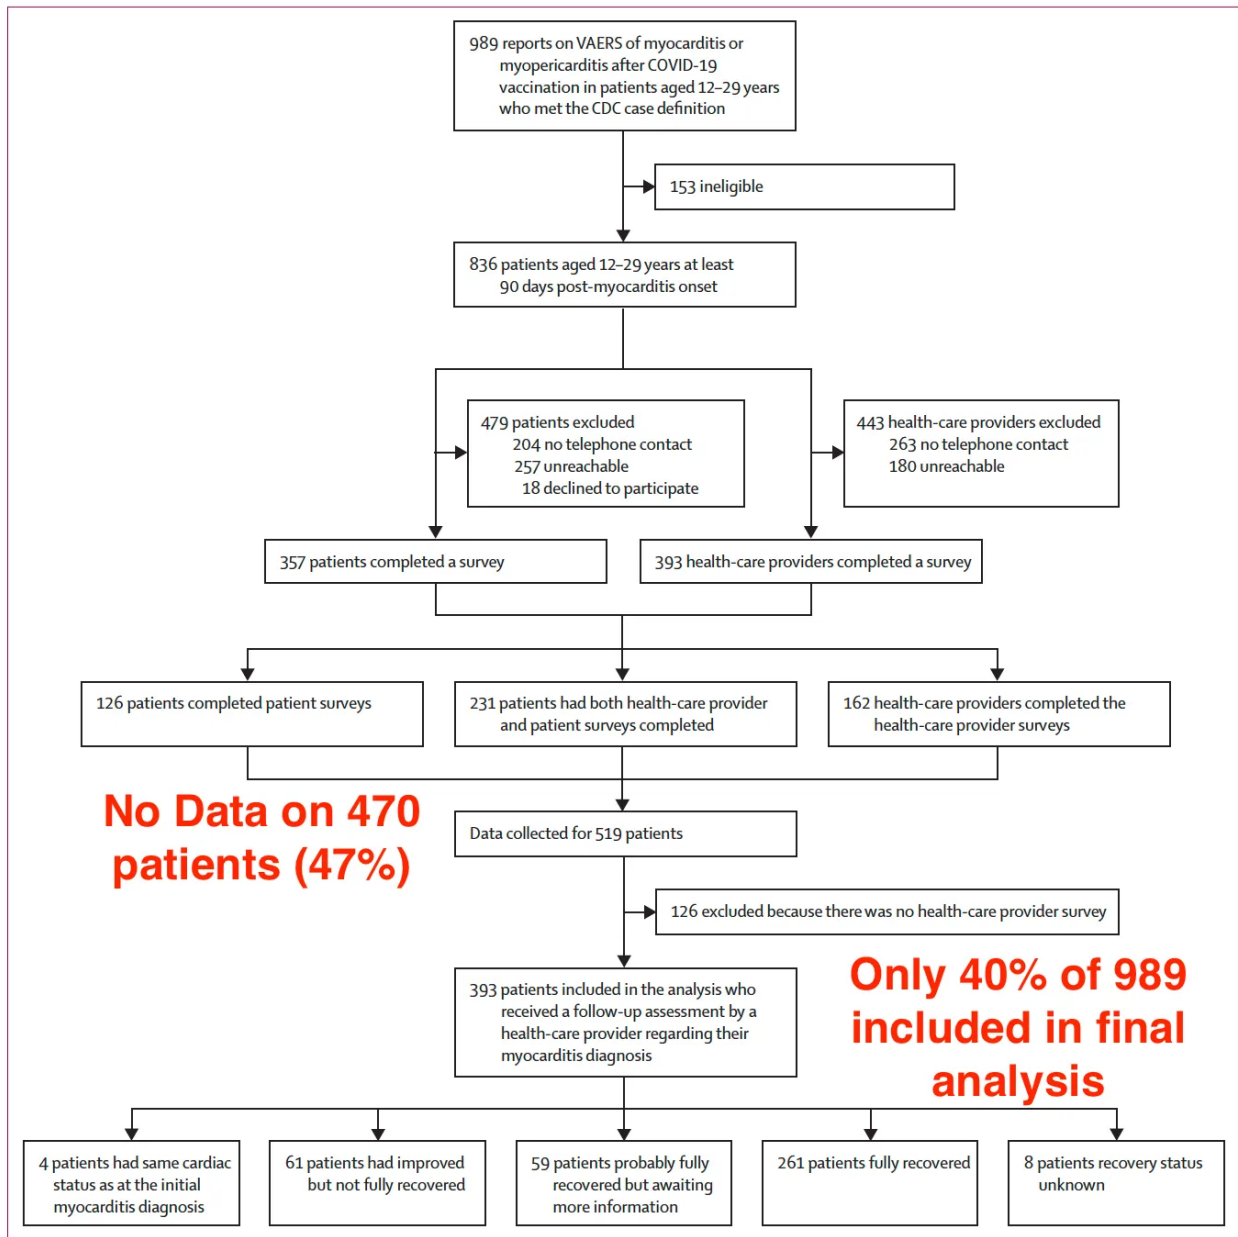 989 reports on VAERS of myocarditis or
myopericarditis after COVID-19
vaccination in patients aged 12–29 years
who met the CDC case definition
153 ineligible
836 patients aged 12–29 years at least
90 days post-myocarditis onset
479 patients excluded
204 no telephone contact
257 unreachable
18 declined to participate
443 health-care providers excluded
263 no telephone contact
180 unreachable
357 patients completed a survey
393 health-care providers completed a survey
126 patients completed patient surveys
231 patients had both health-care provider
and patient surveys completed
162 health-care providers completed the
health-care provider surveys
No Data on 470
patients (47%)
Data collected for 519 patients
126 excluded because there was no health-care provider survey
393 patients included in the analysis who
received a follow-up assessment by a
health-care provider regarding their
myocarditis diagnosis
Only 40% of 989
included in final
analysis
4 patients had same cardiac
status as at the initial
myocarditis diagnosis
61 patients had improved
but not fully recovered
59 patients probably fully
recovered but awaiting
more information
261 patients fully recovered
8 patients recovery status
unknown